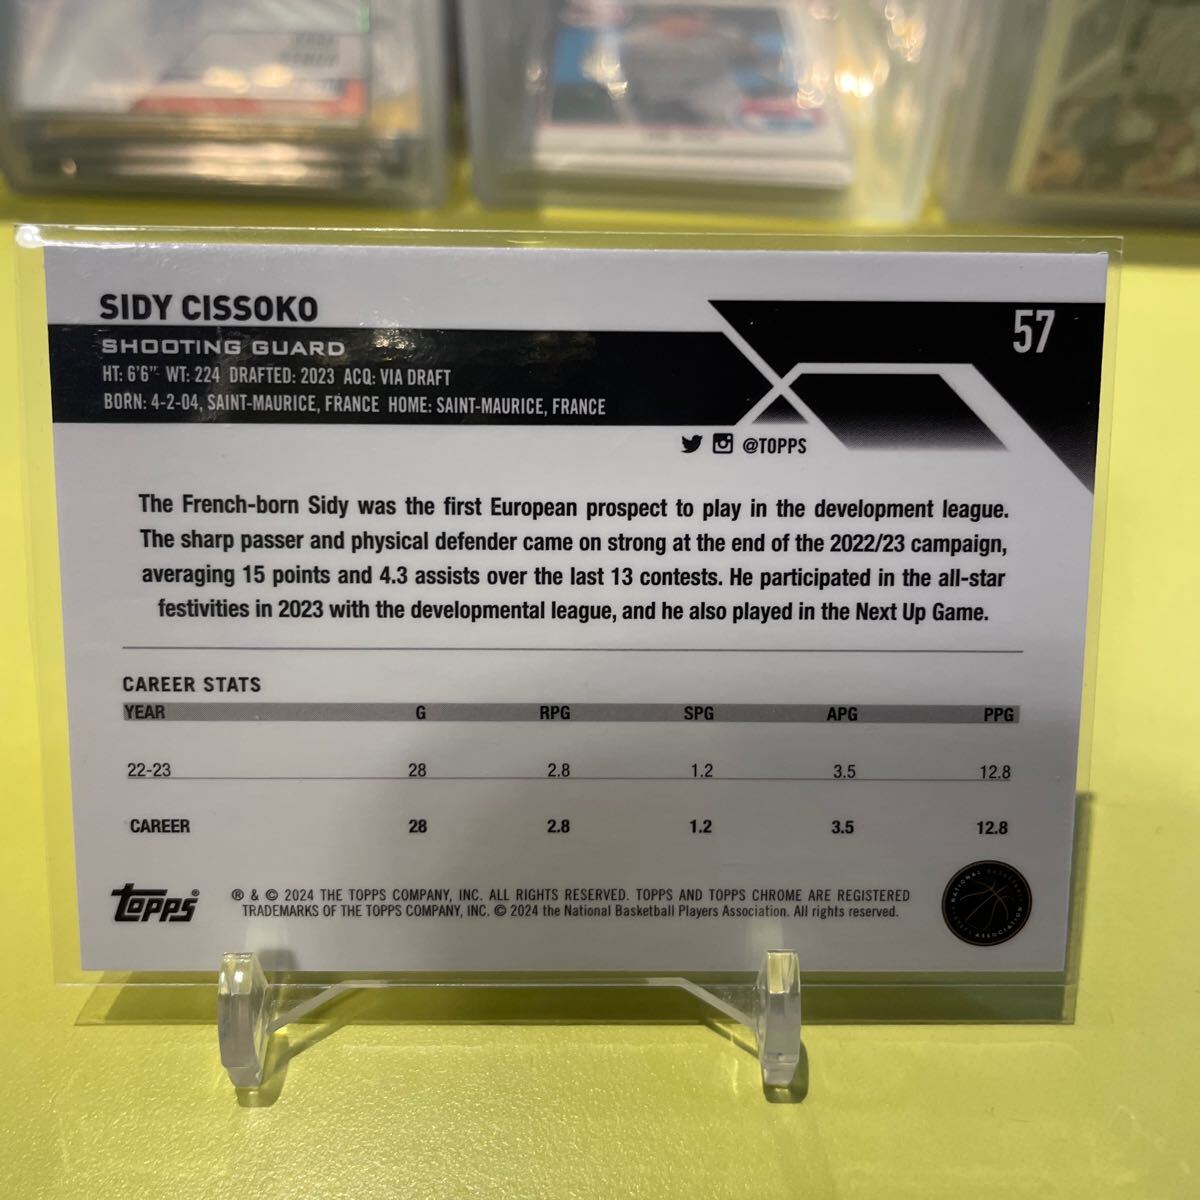 SIDY CISSOKO
57
SHOOTING GUARD
HT: 6'6" WT: 224 DRAFTED: 2023 ACQ: VIA DRAFT
BORN: 4-2-04, SAINT-MAURICE, FRANCE HOME: SAINT-MAURICE, FRANCE
@TOPPS
The French-born Sidy was the first European prospect to play in the development league.
The sharp passer and physical defender came on strong at the end of the 2022/23 campaign,
averaging 15 points and 4.3 assists over the last 13 contests. He participated in the all-star
festivities in 2023 with the developmental league, and he also played in the Next Up Game.
CAREER STATS
YEAR G RPG SPG APG PPG
22-23 28 2.8 1.2 3.5 12.8
CAREER 28 2.8 1.2 3.5 12.8
topps®
® & © 2024 THE TOPPS COMPANY, INC. ALL RIGHTS RESERVED. TOPPS AND TOPPS CHROME ARE REGISTERED
TRADEMARKS OF THE TOPPS COMPANY, INC. © 2024 the National Basketball Players Association. All rights reserved.
NATIONAL BASKETBALL
ASSOCIATION